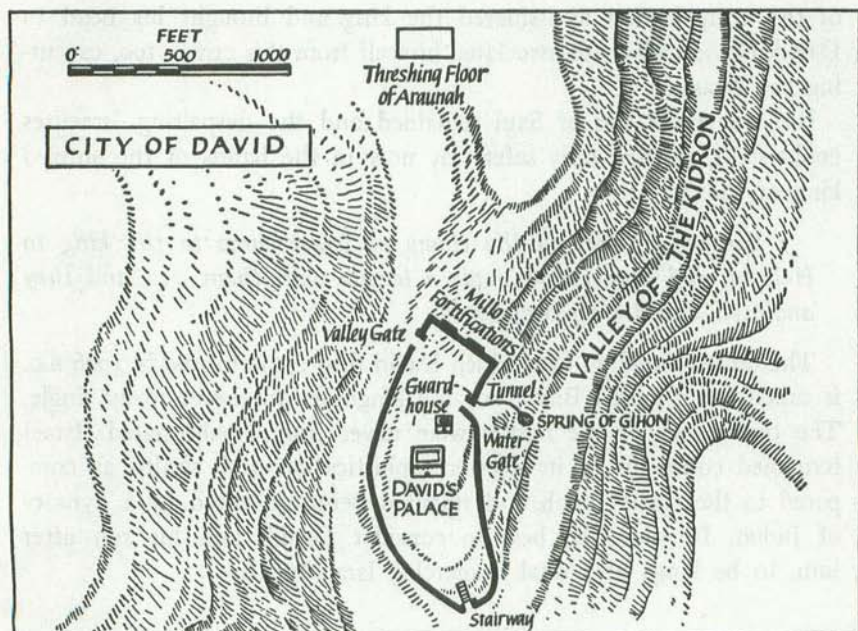 FEET
0 500 1000
CITY OF DAVID
Threshing Floor
of Araunah
VALLEY OF THE KIDRON
Millo
Fortifications
Valley Gate
Guard-
house
Tunnel
SPRING OF GIHON
Water
Gate
DAVID'S
PALACE
Stairway